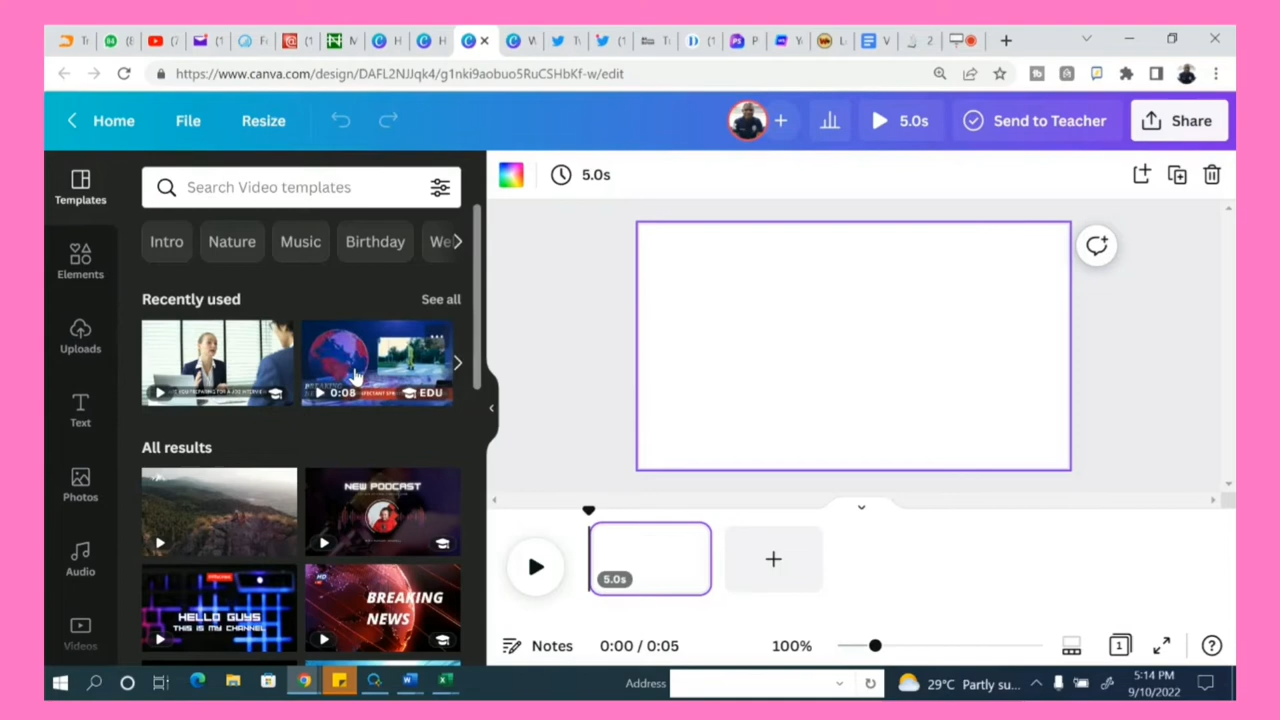 https://www.canva.com/design/DAFL2NJJqk4/g1nki9aobuo5RuCSHbKf-w/edit
Home File Resize 5.0s Send to Teacher Share
Templates
Search Video templates
5.0s
Intro Nature Music Birthday We
Elements
Recently used See all
Uploads
0:08 EDU
Text
All results
Photos
NEW PODCAST
Audio
5.0s
BREAKING
NEWS
HELLO GUYS
THIS IS MY CHANNEL
Videos
Notes 0:00 / 0:05 100% 1
Address
29°C Partly su...
5:14 PM
9/10/2022